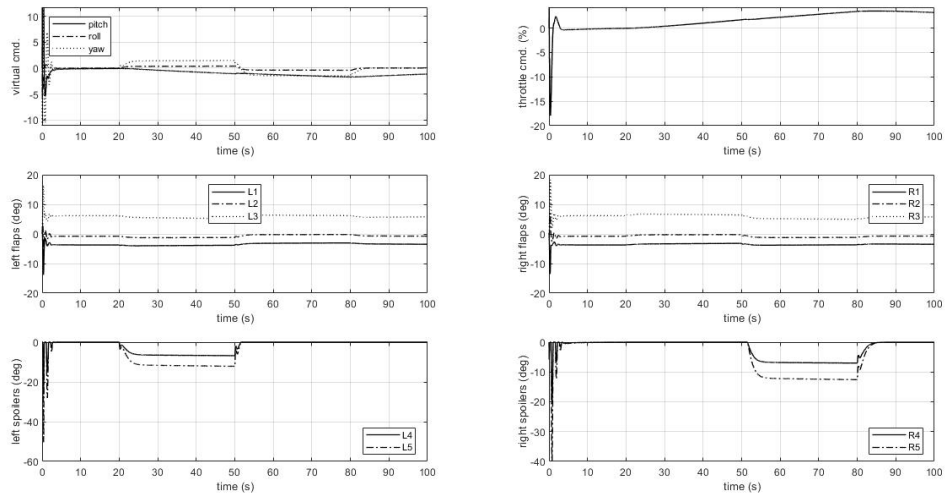 virtual cmd.
10
5
0
-5
-10
pitch
roll
yaw
0 10 20 30 40 50 60 70 80 90 100
time (s)
throttle cmd. (%)
0
-5
-10
-15
-20
0 10 20 30 40 50 60 70 80 90 100
time (s)
left flaps (deg)
20
10
0
-10
-20
L1
L2
L3
0 10 20 30 40 50 60 70 80 90 100
time (s)
right flaps (deg)
20
10
0
-10
-20
R1
R2
R3
0 10 20 30 40 50 60 70 80 90 100
time (s)
left spoilers (deg)
0
-20
-40
-60
L4
L5
0 10 20 30 40 50 60 70 80 90 100
time (s)
right spoilers (deg)
0
-10
-20
-30
-40
R4
R5
0 10 20 30 40 50 60 70 80 90 100
time (s)